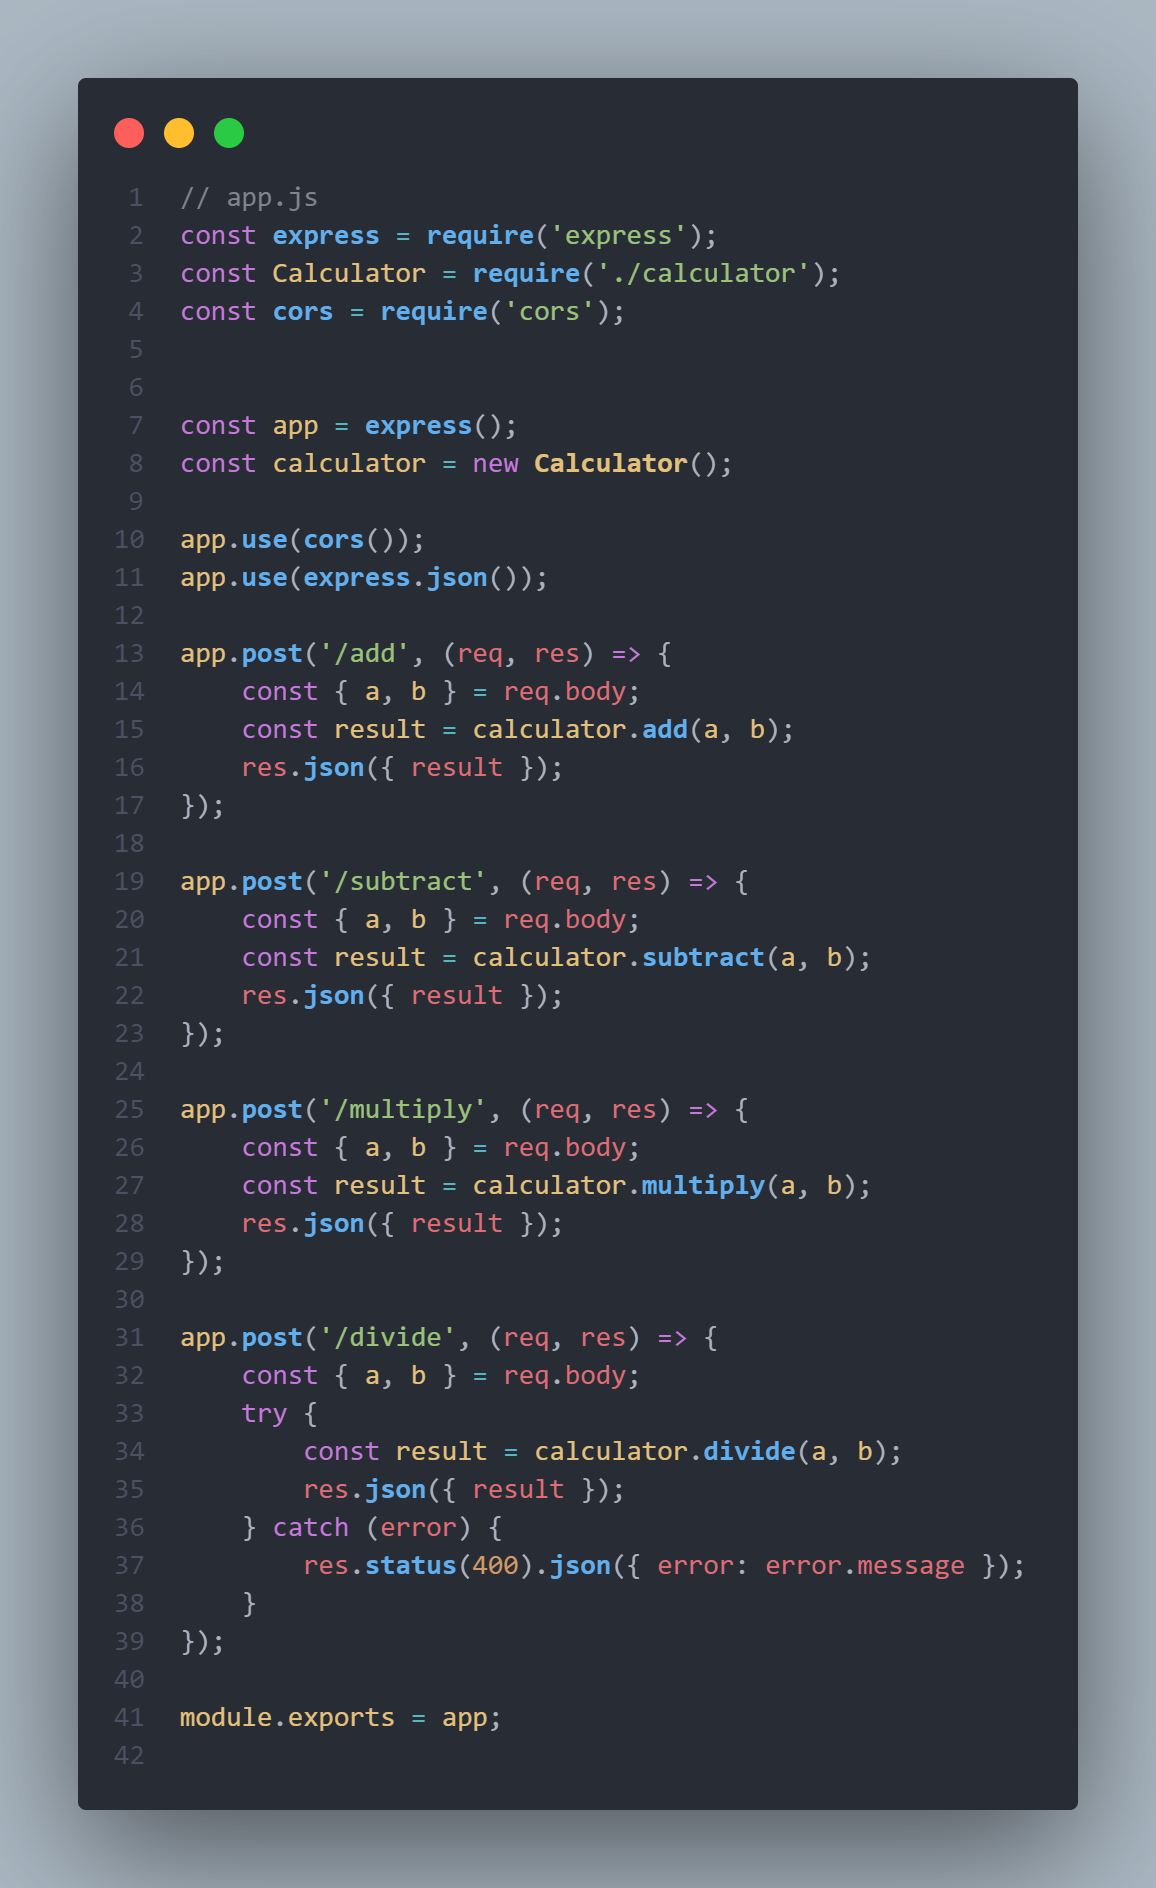 1 // app.js
2 const express = require('express');
3 const Calculator = require('./calculator');
4 const cors = require('cors');
5
6
7 const app = express();
8 const calculator = new Calculator();
9
10 app.use(cors());
11 app.use(express.json());
12
13 app.post('/add', (req, res) => {
14     const { a, b } = req.body;
15     const result = calculator.add(a, b);
16     res.json({ result });
17 });
18
19 app.post('/subtract', (req, res) => {
20     const { a, b } = req.body;
21     const result = calculator.subtract(a, b);
22     res.json({ result });
23 });
24
25 app.post('/multiply', (req, res) => {
26     const { a, b } = req.body;
27     const result = calculator.multiply(a, b);
28     res.json({ result });
29 });
30
31 app.post('/divide', (req, res) => {
32     const { a, b } = req.body;
33     try {
34         const result = calculator.divide(a, b);
35         res.json({ result });
36     } catch (error) {
37         res.status(400).json({ error: error.message });
38     }
39 });
40
41 module.exports = app;
42